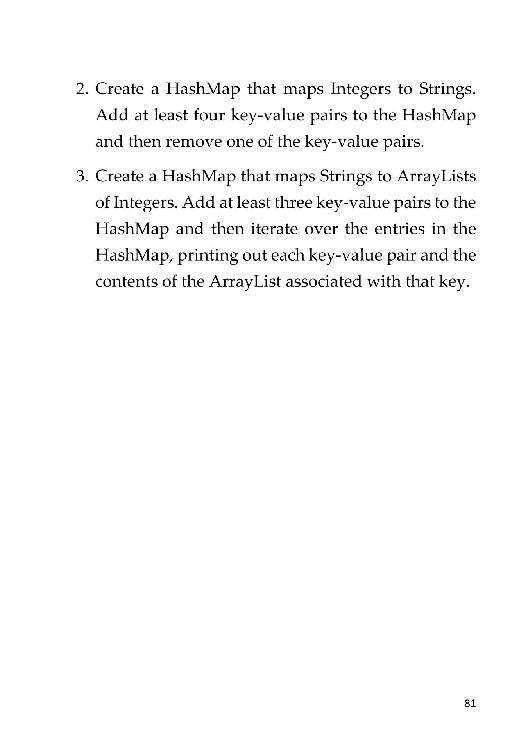 2. Create a HashMap that maps Integers to Strings.
Add at least four key-value pairs to the HashMap
and then remove one of the key-value pairs.
3. Create a HashMap that maps Strings to ArrayLists
of Integers. Add at least three key-value pairs to the
HashMap and then iterate over the entries in the
HashMap, printing out each key-value pair and the
contents of the ArrayList associated with that key.
81